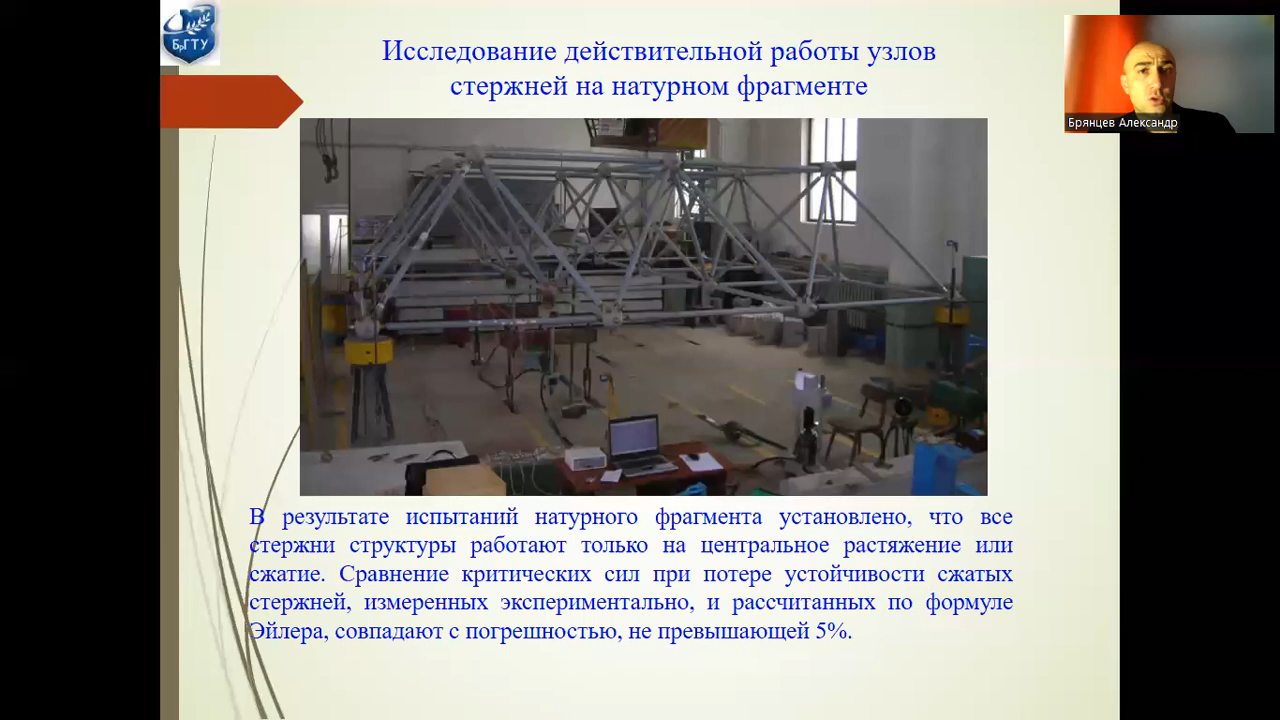 БрГТУ
Исследование действительной работы узлов
стержней на натурном фрагменте
Брянцев Александр
В результате испытаний натурного фрагмента установлено, что все
стержни структуры работают только на центральное растяжение или
сжатие. Сравнение критических сил при потере устойчивости сжатых
стержней, измеренных экспериментально, и рассчитанных по формуле
Эйлера, совпадают с погрешностью, не превышающей 5%.